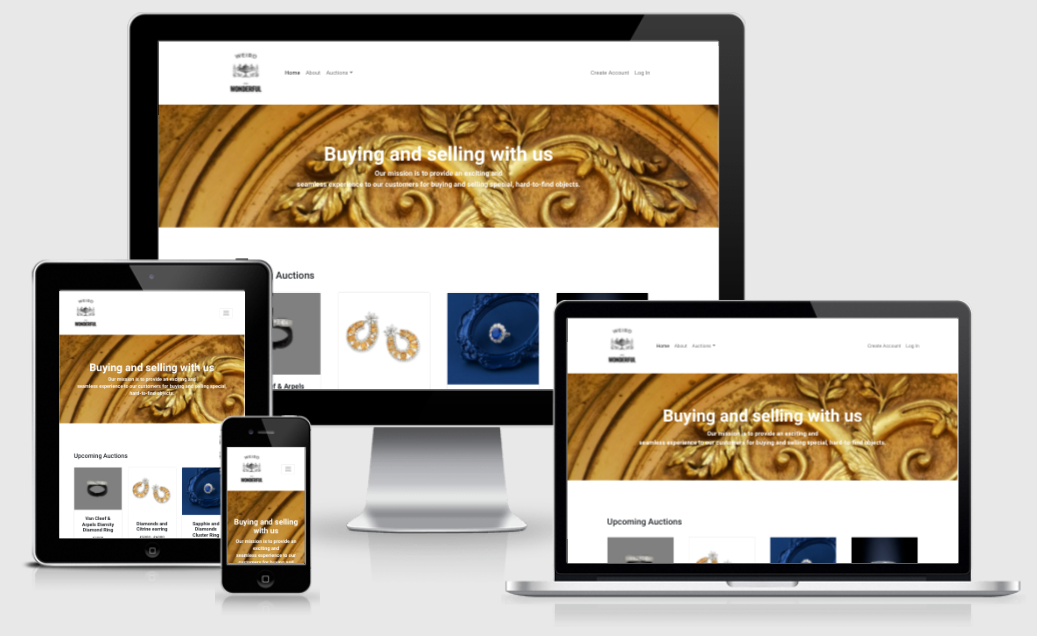 WEIRD
WONDERFUL
Home About Auctions
Create Account Log In
Buying and selling with us
Our mission is to provide an exciting and
seamless experience to our customers for buying and selling special, hard-to-find objects.
Auctions
& Arpels
WEIRD
WONDERFUL
Buying and selling with us
Our mission is to provide an exciting and
seamless experience to our customers for buying and selling special,
hard-to-find objects.
Upcoming Auctions
Van Cleef &
Arpels Eternity
Diamond Ring
Diamonds and
Citrine earring
Sapphire and
Diamonds
Cluster Ring
WEIRD
WONDERFUL
Buying and selling
with us
Our mission is to provide an
exciting and
seamless experience to our
customers for buying and
WEIRD
WONDERFUL
Home About Auctions
Create Account Log In
Buying and selling with us
Our mission is to provide an exciting and
seamless experience to our customers for buying and selling special, hard-to-find objects.
Upcoming Auctions